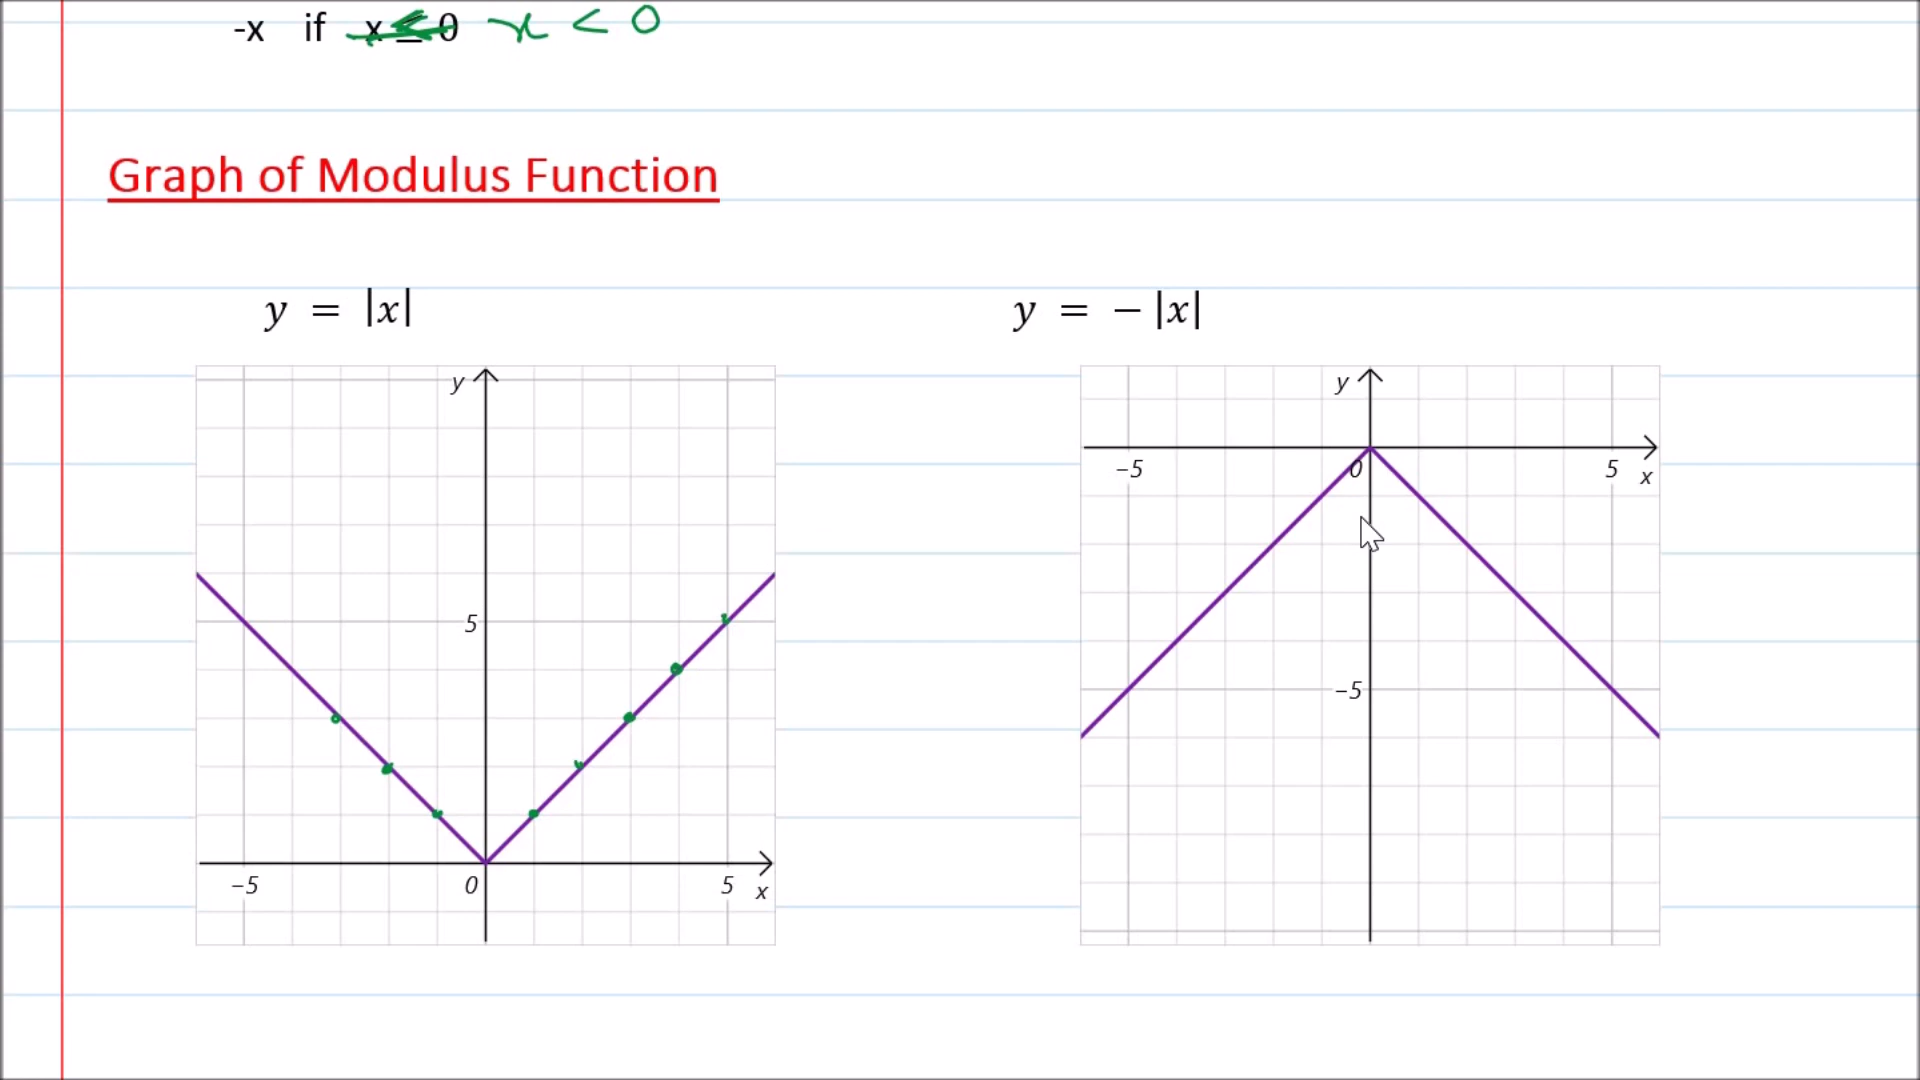 -x if x ≤ 0 x < 0
Graph of Modulus Function
y = |x|
y = − |x|
y
5
−5 0 5 x
y
−5 0 5 x
−5